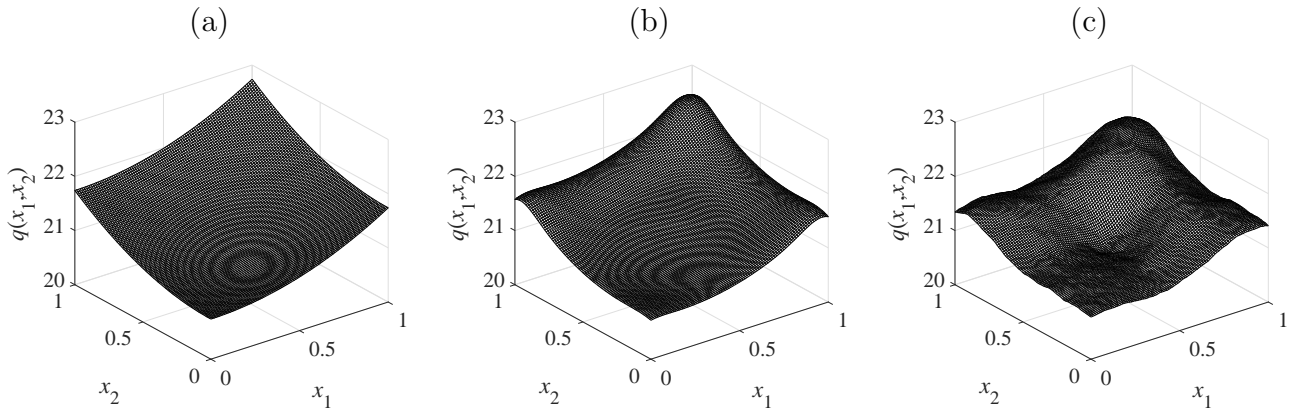 (a) (b) (c)
23 23 23
22 22 22
21 21 21
20 20 20
q(x₁,x₂) q(x₁,x₂) q(x₁,x₂)
1 1 1 1 1 1
0.5 0.5 0.5 0.5 0.5 0.5
0 0 0 0 0 0
x₂ x₁ x₂ x₁ x₂ x₁